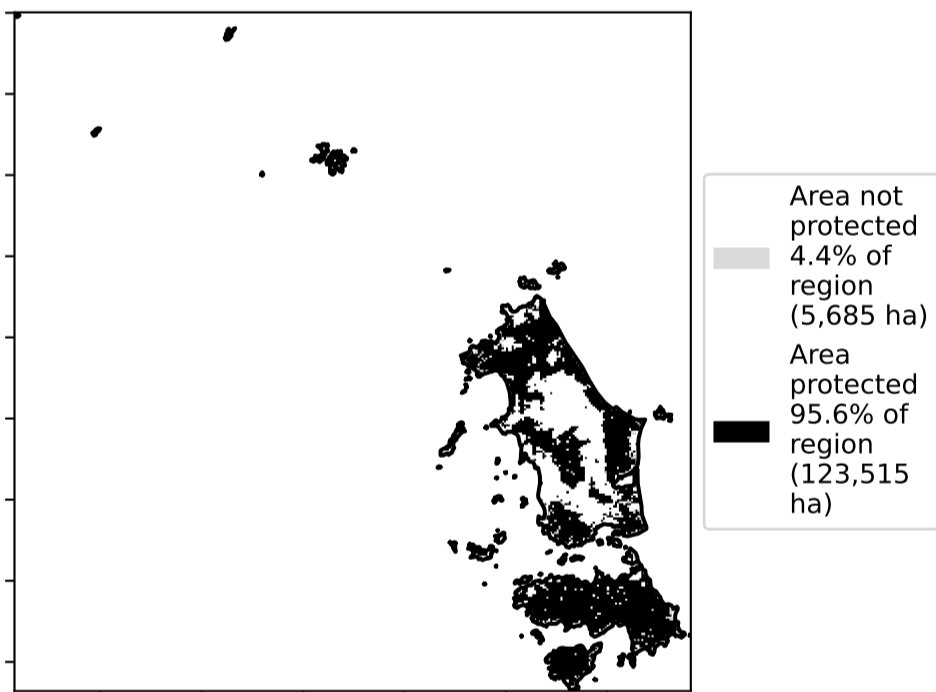 Area not
protected
4.4% of
region
(5,685 ha)
Area
protected
95.6% of
region
(123,515
ha)